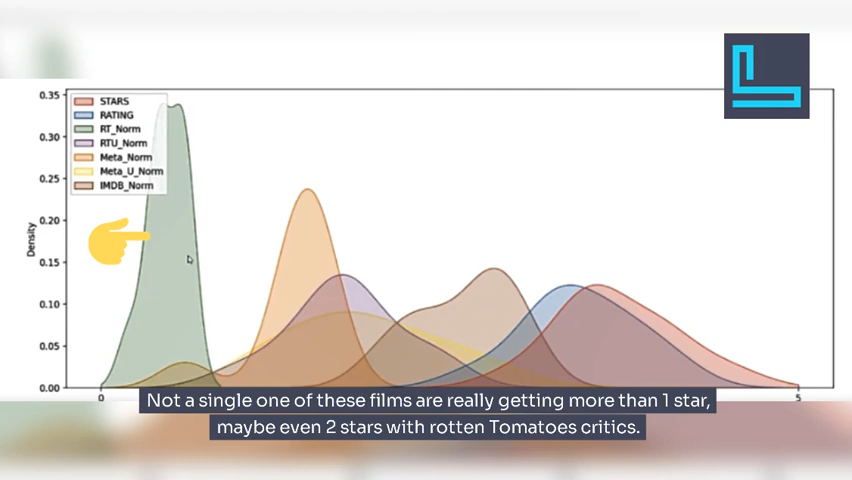 0.35
0.30
0.25
0.20
0.15
0.10
0.05
0.00
Density
STARS
RATING
RT_Norm
RTU_Norm
Meta_Norm
Meta_U_Norm
IMDB_Norm
0
5
Not a single one of these films are really getting more than 1 star,
maybe even 2 stars with rotten Tomatoes critics.